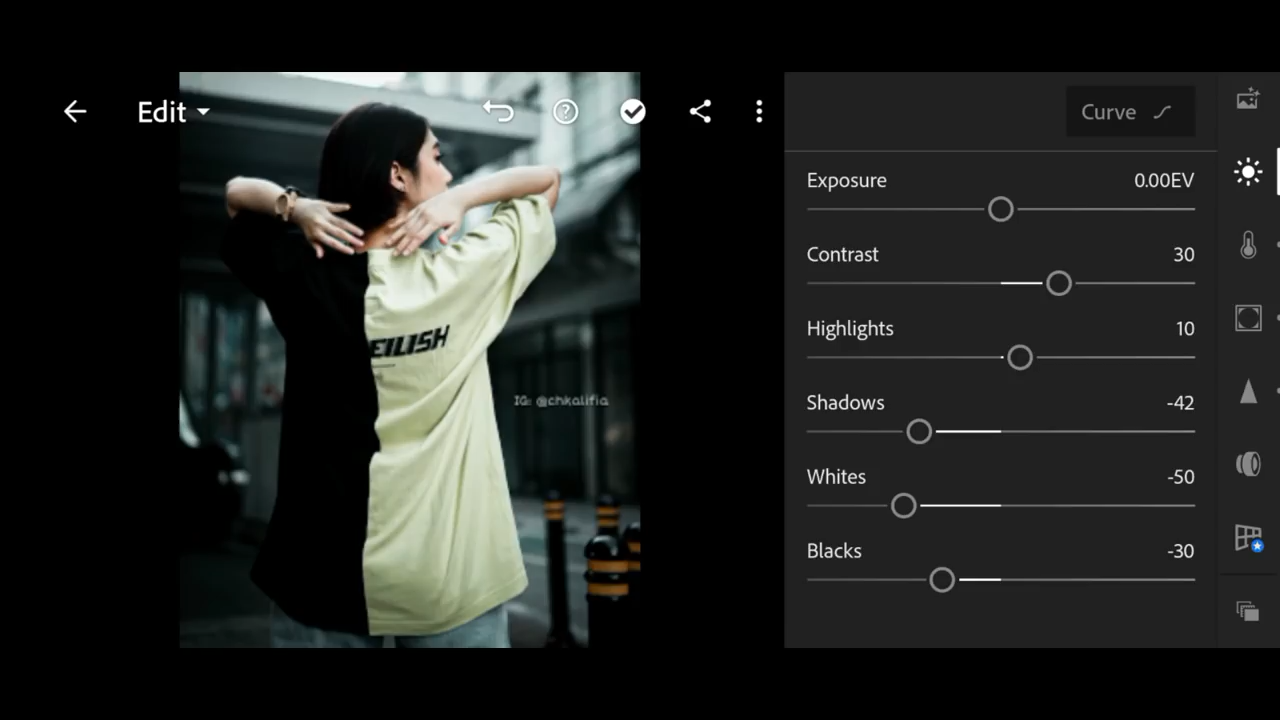 Edit
Curve
Exposure 0.00EV
Contrast 30
Highlights 10
Shadows -42
Whites -50
Blacks -30
EILISH
IG: @chkalifia